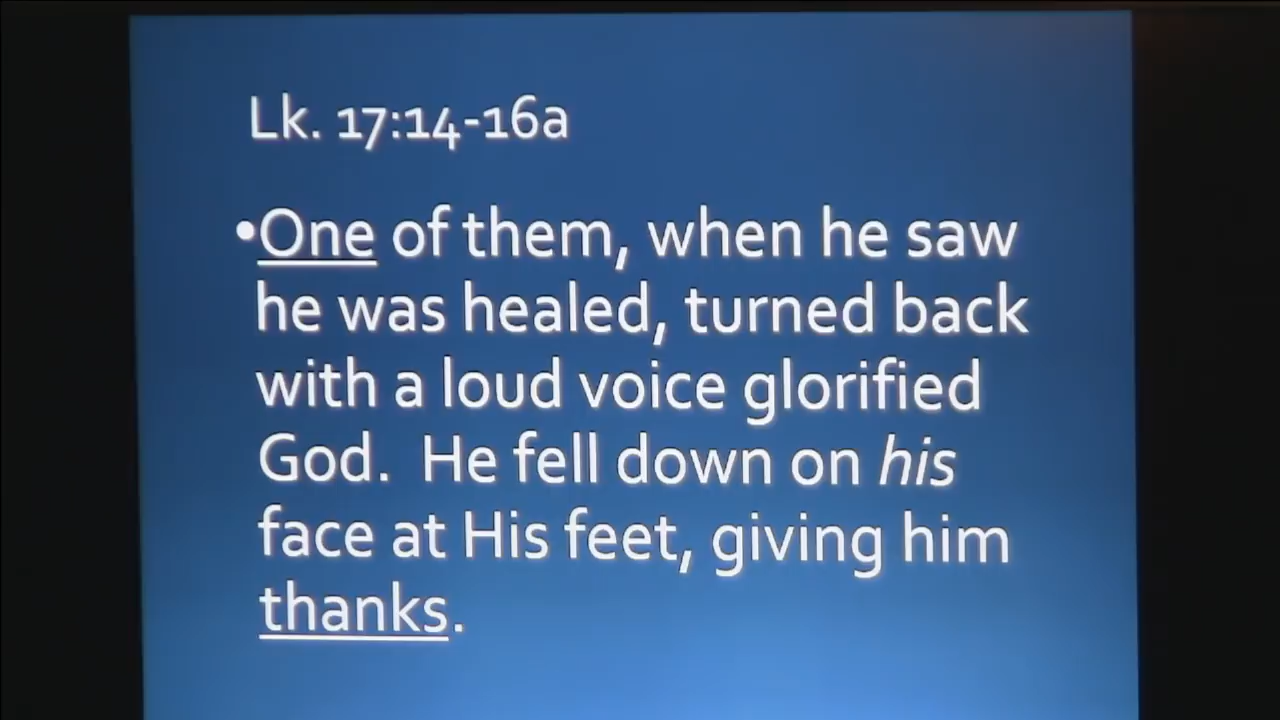 Lk. 17:14-16a
•One of them, when he saw
he was healed, turned back
with a loud voice glorified
God.  He fell down on his
face at His feet, giving him
thanks.